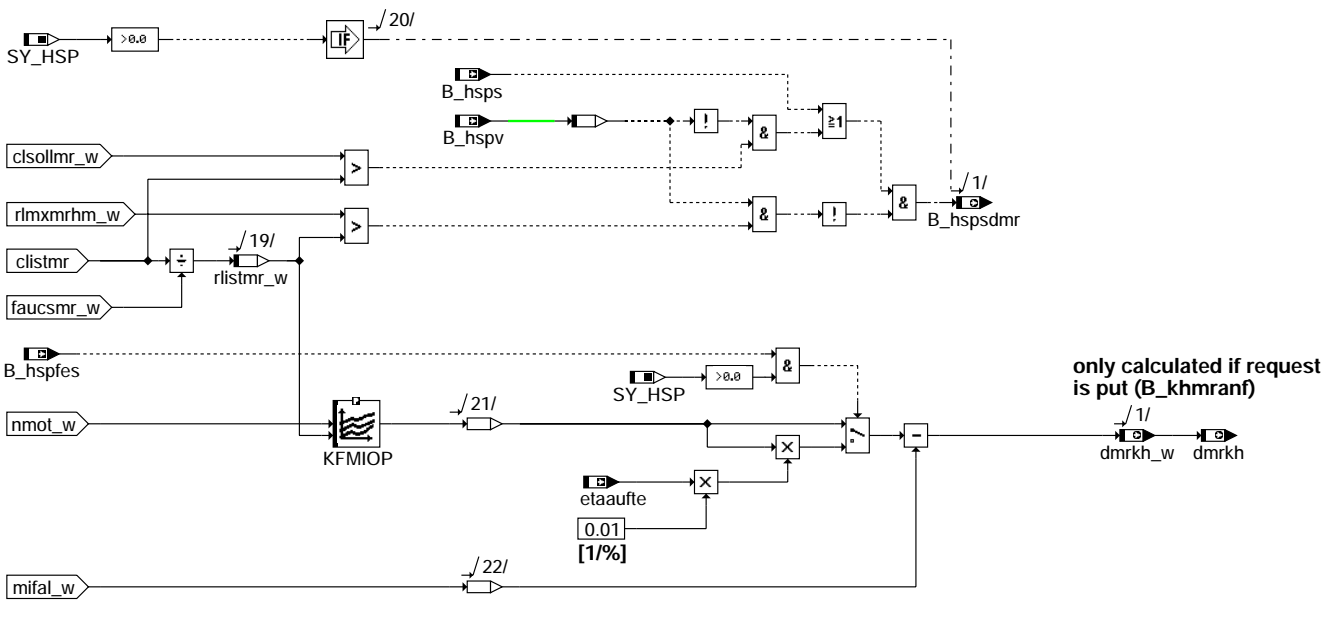 20/
>0.0
IF
SY_HSP
B_hsps
B_hspv
!
&
≥1
clsollmr_w
>
1/
rlmxmrhm_w
>
&
!
&
B_hspsdmr
19/
clistmr
÷
rlistmr_w
faucsmr_w
B_hspfes
&
SY_HSP
>0.0
only calculated if request
is put (B_khmranf)
21/
1/
nmot_w
KFMIOP
X
-
dmrkh_w
dmrkh
etaaufte
X
0.01
[1/%]
22/
mifal_w